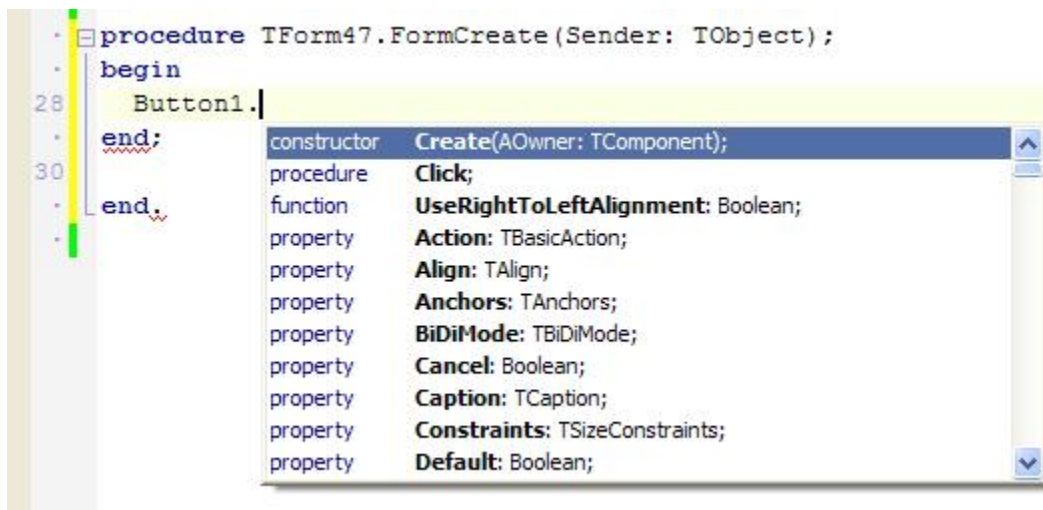 procedure TForm47.FormCreate(Sender: TObject);
begin
28 Button1.
end;
constructor Create(AOwner: TComponent);
30
procedure Click;
end.
function UseRightToLeftAlignment: Boolean;
property Action: TBasicAction;
property Align: TAlign;
property Anchors: TAnchors;
property BiDiMode: TBiDiMode;
property Cancel: Boolean;
property Caption: TCaption;
property Constraints: TSizeConstraints;
property Default: Boolean;